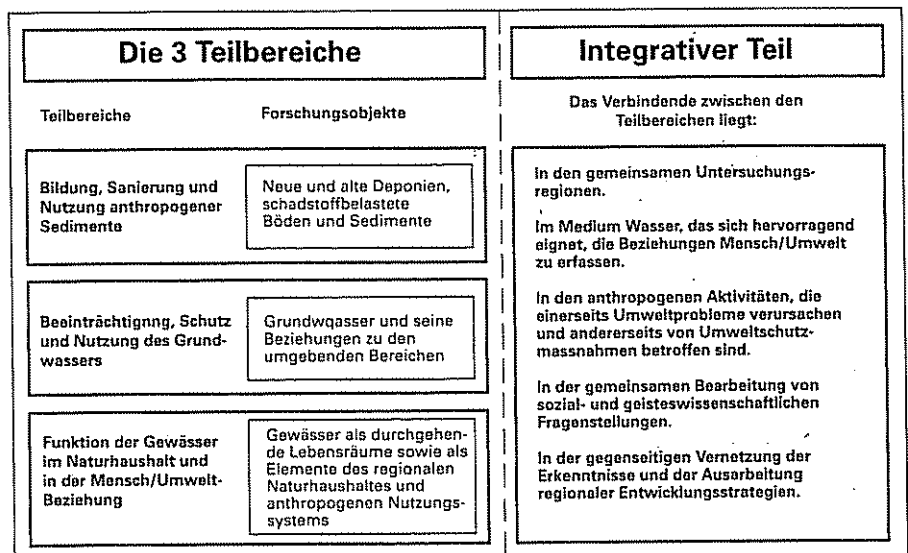 Die 3 Teilbereiche
Teilbereiche
Forschungsobjekte
Bildung, Sanierung und
Nutzung anthropogener
Sedimente
Neue und alte Deponien,
schadstoffbelastete
Böden und Sedimente
Beeinträchtignng, Schutz
und Nutzung des Grund-
wassers
Grundwqasser und seine
Beziehungen zu den
umgebenden Bereichen
Funktion der Gewässer
im Naturhaushalt und
in der Mensch/Umwelt-
Beziehung
Gewässer als durchgehen-
de Lebensräume sowie als
Elemente des regionalen
Naturhaushaltes und
anthropogenen Nutzungs-
systems
Integrativer Teil
Das Verbindende zwischen den
Teilbereichen liegt:
In den gemeinsamen Untersuchungs-
regionen.
Im Medium Wasser, das sich hervorragend
eignet, die Beziehungen Mensch/Umwelt
zu erfassen.
In den anthropogenen Aktivitäten, die
einerseits Umweltprobleme verursachen
und andererseits von Umweltschutz-
massnahmen betroffen sind.
In der gemeinsamen Bearbeitung von
sozial- und geisteswissenschaftlichen
Fragenstellungen.
In der gegenseitigen Vernetzung der
Erkenntnisse und der Ausarbeitung
regionaler Entwicklungsstrategien.